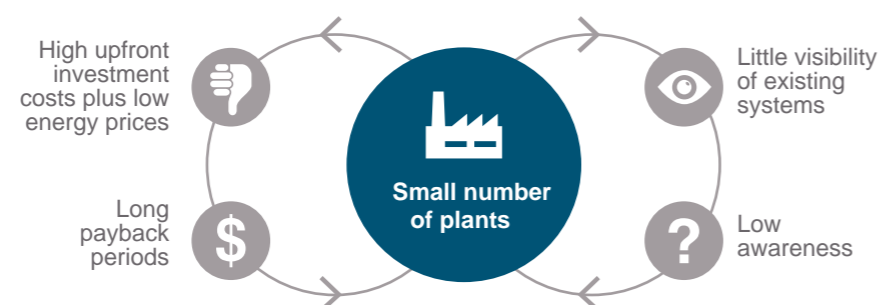 High upfront
investment
costs plus low
energy prices
Long
payback
periods
$
Small number
of plants
Little visibility
of existing
systems
?
Low
awareness